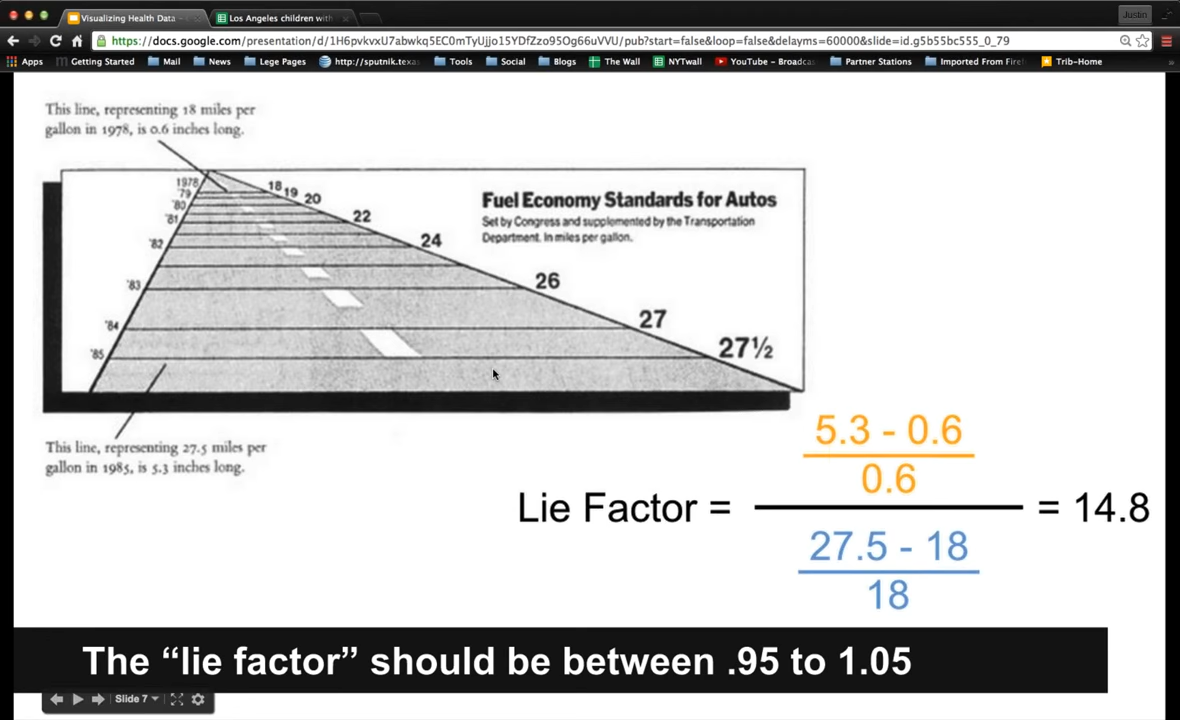 Justin
Visualizing Health Data -
Los Angeles children with
https://docs.google.com/presentation/d/1H6pvkvxU7abwkq5EC0mTyUjjo15YDfZzo95Og66uVVU/pub?start=false&loop=false&delayms=60000&slide=id.g5b55bc555_0_79
Apps Getting Started Mail News Lege Pages http://sputnik.texas Tools Social Blogs The Wall NYTwall YouTube - Broadcas Partner Stations Imported From Firef Trib-Home
This line, representing 18 miles per
gallon in 1978, is 0.6 inches long.
Fuel Economy Standards for Autos
Set by Congress and supplemented by the Transportation
Department. In miles per gallon.
1978 18
'79 19
'80 20
'81 22
'82 24
'83 26
'84 27
'85 27½
This line, representing 27.5 miles per
gallon in 1985, is 5.3 inches long.
5.3 - 0.6
0.6
Lie Factor = = 14.8
27.5 - 18
18
The “lie factor” should be between .95 to 1.05
Slide 7